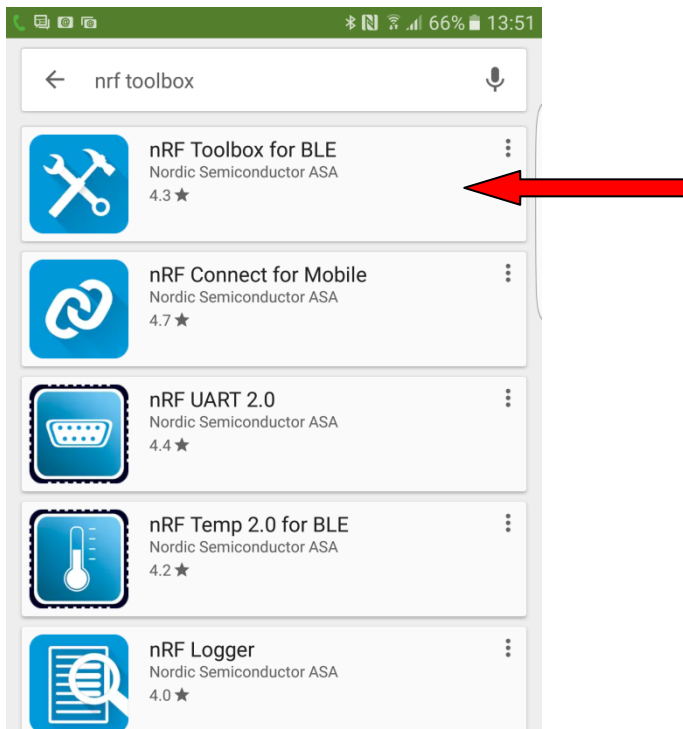 66% 13:51
nrf toolbox
nRF Toolbox for BLE
Nordic Semiconductor ASA
4.3 ★
nRF Connect for Mobile
Nordic Semiconductor ASA
4.7 ★
nRF UART 2.0
Nordic Semiconductor ASA
4.4 ★
nRF Temp 2.0 for BLE
Nordic Semiconductor ASA
4.2 ★
nRF Logger
Nordic Semiconductor ASA
4.0 ★